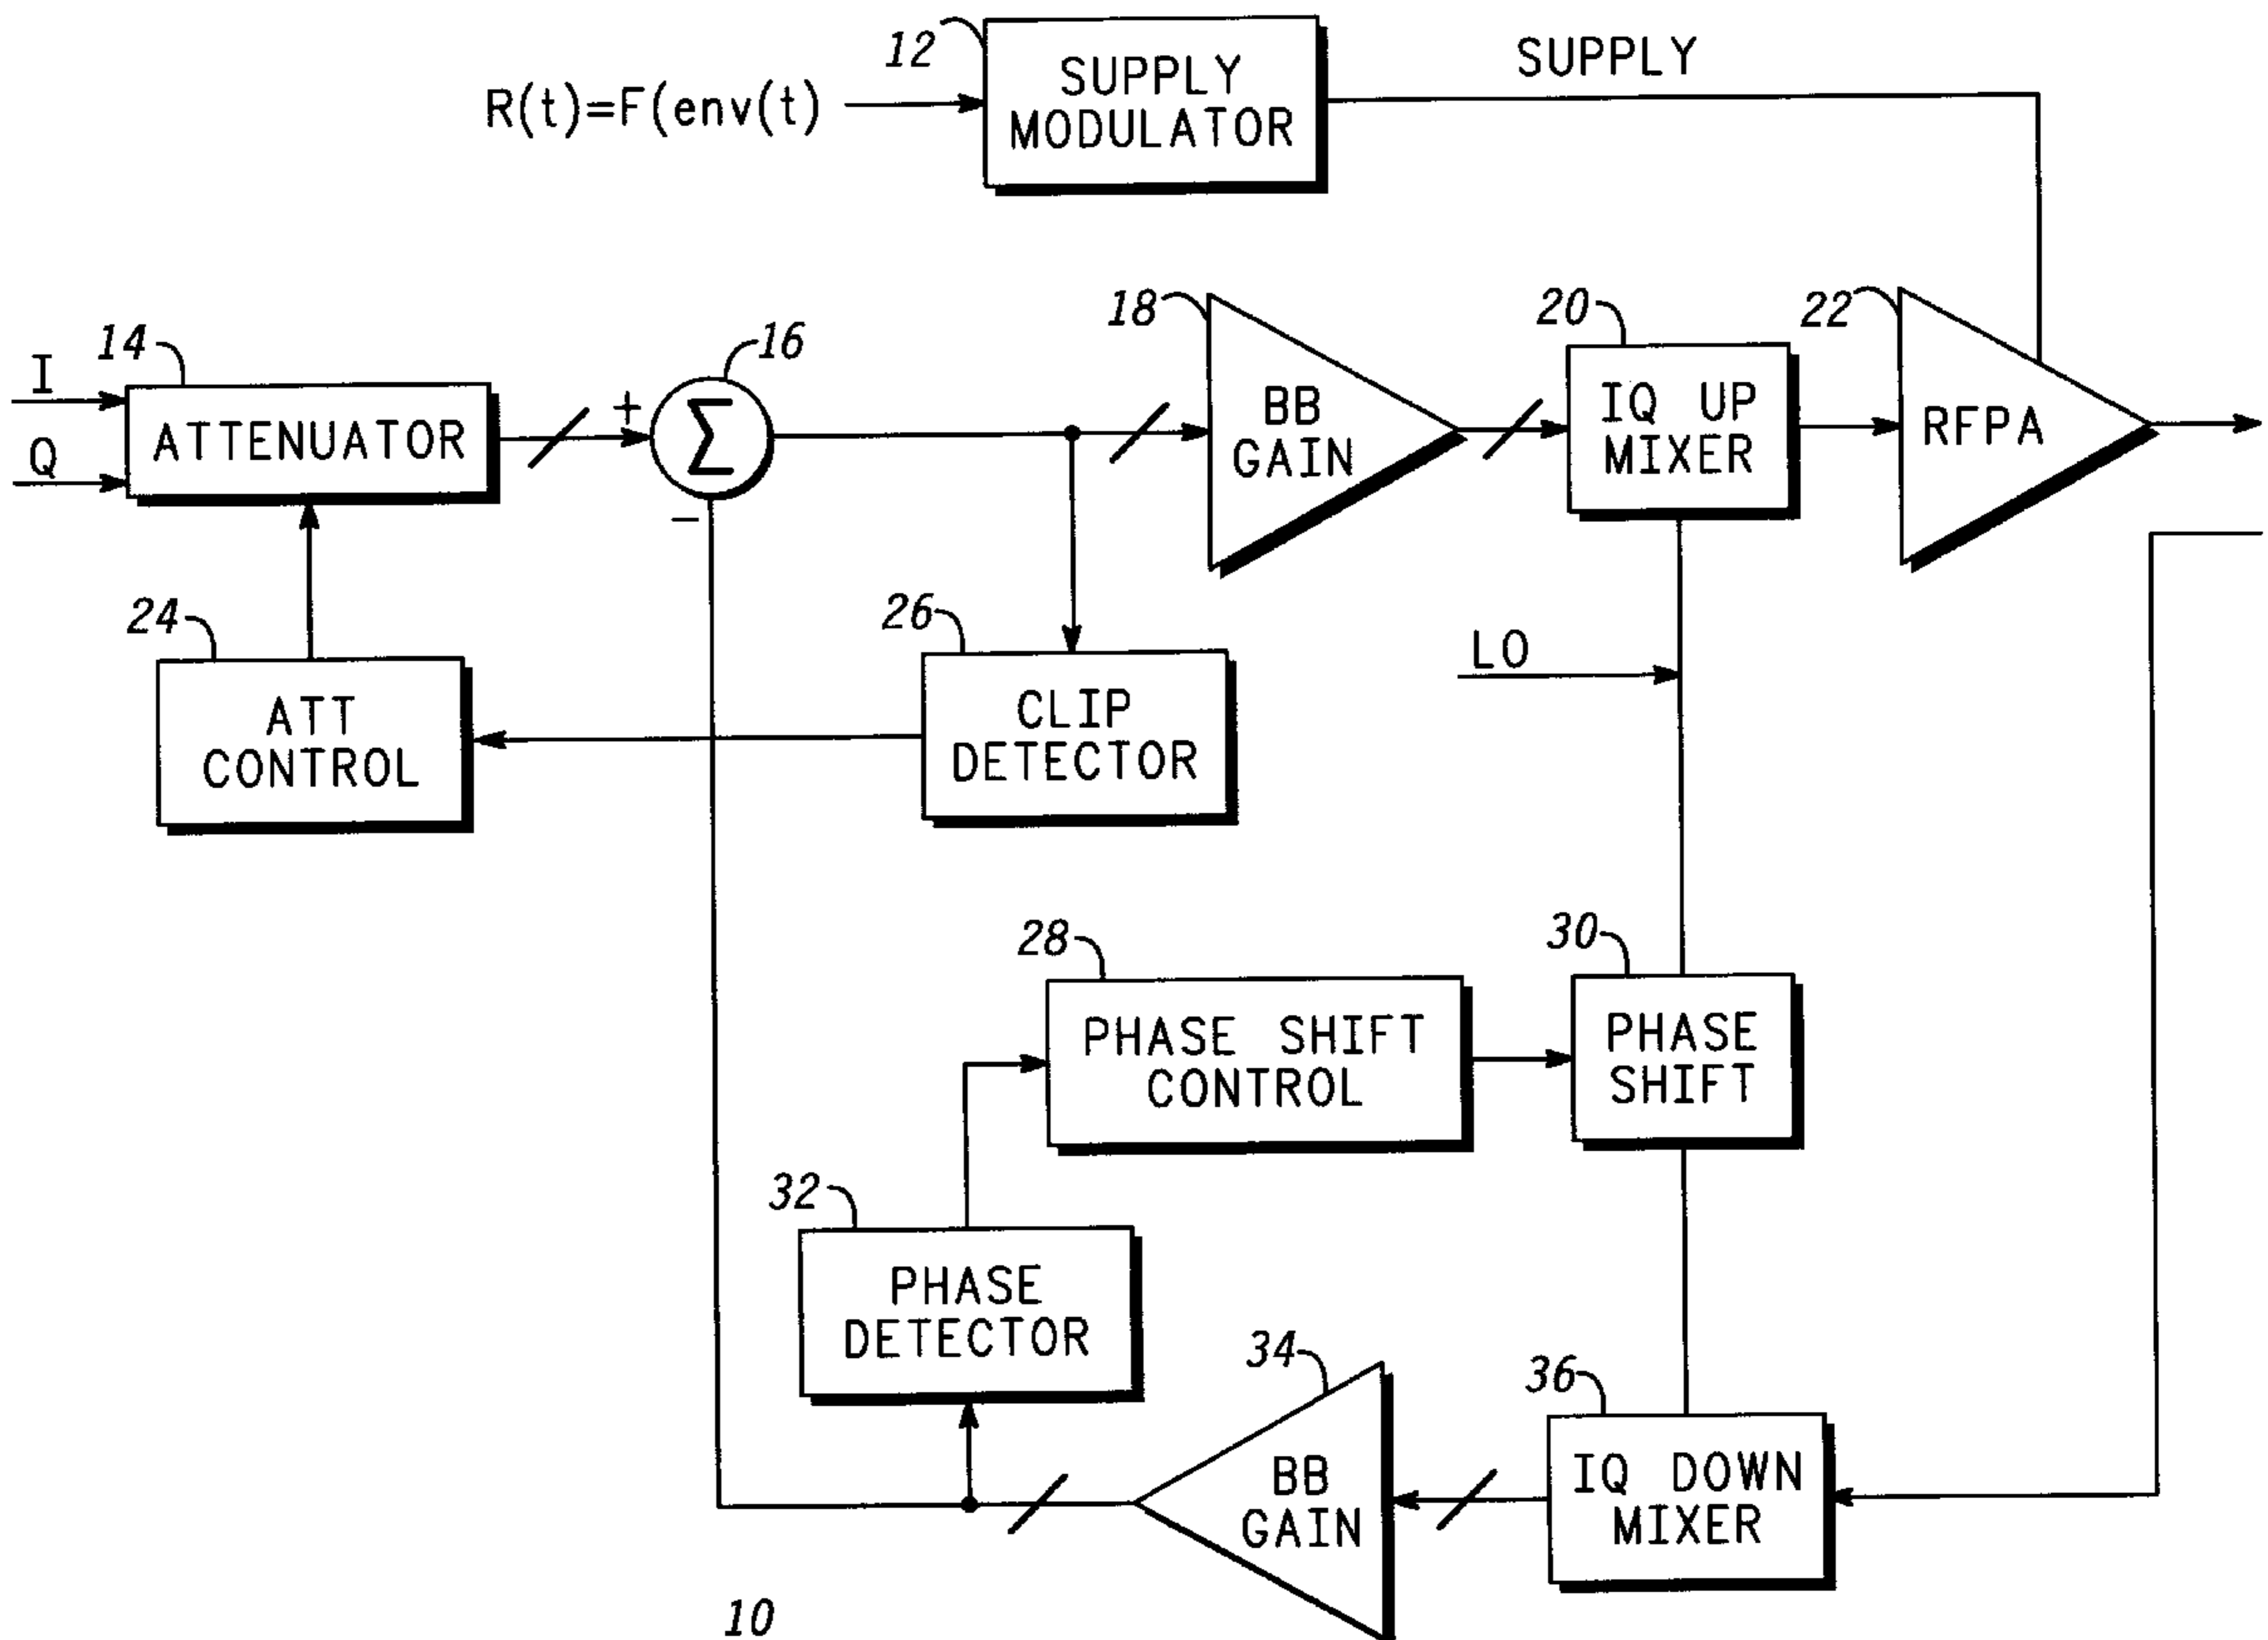 12
SUPPLY
MODULATOR
SUPPLY
R(t)=F(env(t)
I
Q
14
ATTENUATOR
+
16
Σ
−
18
BB
GAIN
20
IQ UP
MIXER
22
RFPA
24
ATT
CONTROL
26
CLIP
DETECTOR
LO
28
PHASE SHIFT
CONTROL
30
PHASE
SHIFT
32
PHASE
DETECTOR
34
BB
GAIN
36
IQ DOWN
MIXER
10